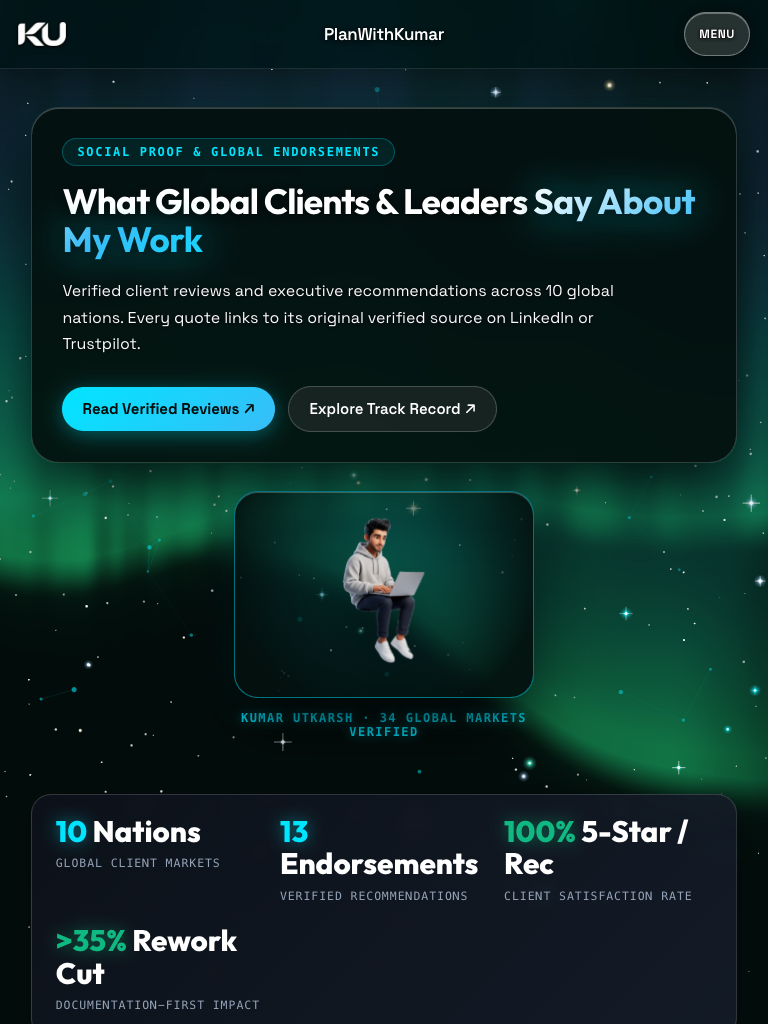 KU
PlanWithKumar
MENU
SOCIAL PROOF & GLOBAL ENDORSEMENTS
What Global Clients & Leaders Say About
My Work
Verified client reviews and executive recommendations across 10 global
nations. Every quote links to its original verified source on LinkedIn or
Trustpilot.
Read Verified Reviews ↗
Explore Track Record ↗
KUMAR UTKARSH · 34 GLOBAL MARKETS
VERIFIED
10 Nations
GLOBAL CLIENT MARKETS
13
Endorsements
VERIFIED RECOMMENDATIONS
100% 5-Star /
Rec
CLIENT SATISFACTION RATE
>35% Rework
Cut
DOCUMENTATION-FIRST IMPACT